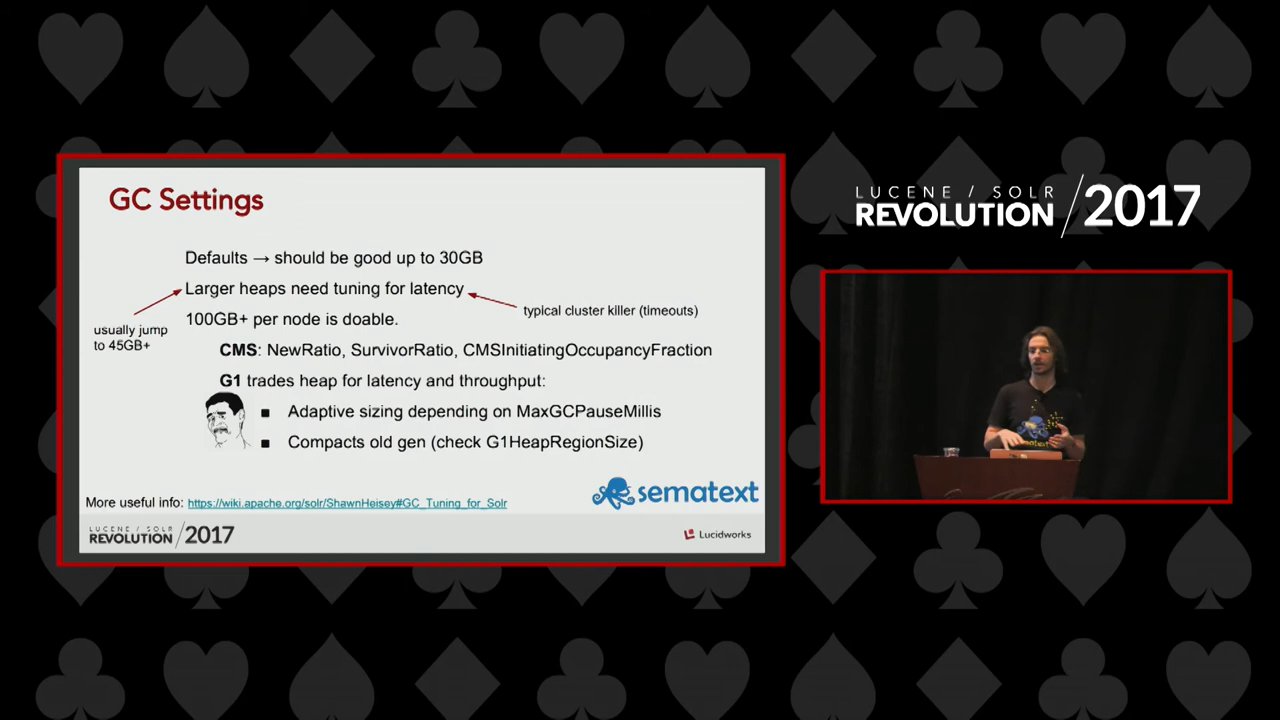 GC Settings
Defaults → should be good up to 30GB
Larger heaps need tuning for latency
typical cluster killer (timeouts)
usually jump
to 45GB+
100GB+ per node is doable.
CMS: NewRatio, SurvivorRatio, CMSInitiatingOccupancyFraction
G1 trades heap for latency and throughput:
■ Adaptive sizing depending on MaxGCPauseMillis
■ Compacts old gen (check G1HeapRegionSize)
sematext
More useful info: https://wiki.apache.org/solr/ShawnHeisey#GC_Tuning_for_Solr
LUCENE / SOLR
REVOLUTION /2017
Lucidworks
LUCENE / SOLR
REVOLUTION /2017